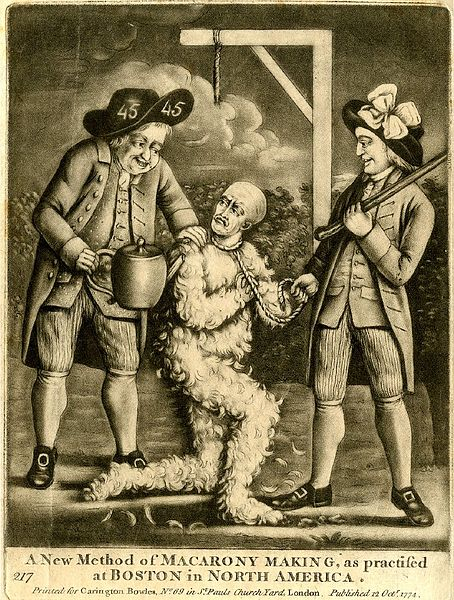 45 45
A New Method of MACARONY MAKING, as practiſed
at BOSTON in NORTH AMERICA.
217
Printed for Carington Bowles, Nº. 69 in St. Pauls Church Yard, London. Published 12 Octr. 1774.